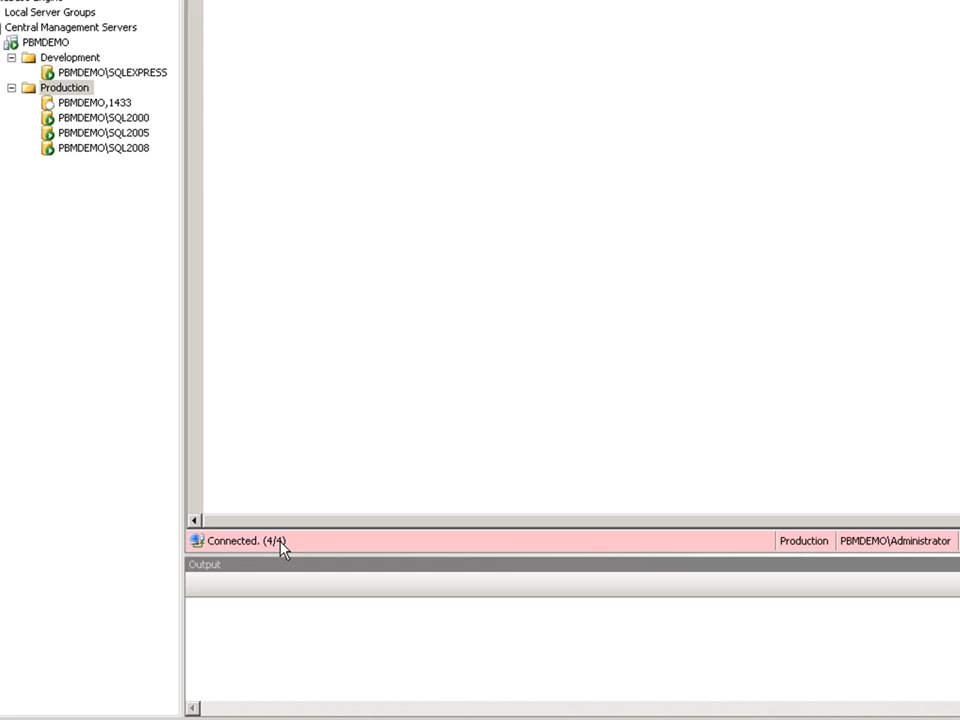 Local Server Groups
Central Management Servers
PBMDEMO
Development
PBMDEMO\SQLEXPRESS
Production
PBMDEMO,1433
PBMDEMO\SQL2000
PBMDEMO\SQL2005
PBMDEMO\SQL2008
Connected. (4/4)
Production
PBMDEMO\Administrator
Output